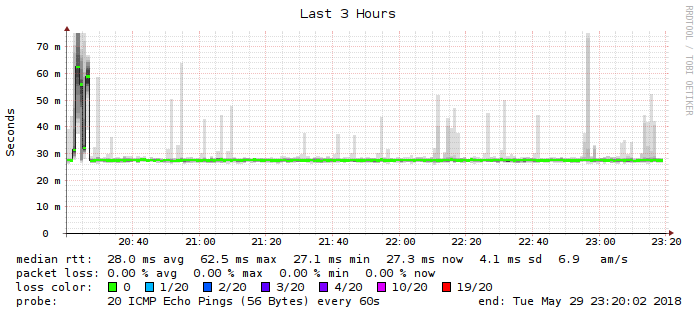 Last 3 Hours
RRDTOOL / TOBI OETIKER
Seconds
70 m
60 m
50 m
40 m
30 m
20 m
10 m
0
20:40 21:00 21:20 21:40 22:00 22:20 22:40 23:00 23:20
median rtt: 28.0 ms avg 62.5 ms max 27.1 ms min 27.3 ms now 4.1 ms sd 6.9 am/s
packet loss: 0.00 % avg 0.00 % max 0.00 % min 0.00 % now
loss color: 0 1/20 2/20 3/20 4/20 10/20 19/20
probe: 20 ICMP Echo Pings (56 Bytes) every 60s end: Tue May 29 23:20:02 2018